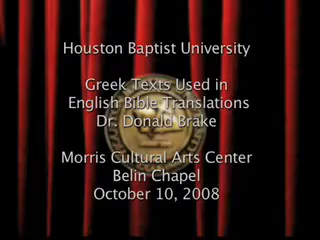 Houston Baptist University
Greek Texts Used in
English Bible Translations
Dr. Donald Brake
Morris Cultural Arts Center
Belin Chapel
October 10, 2008